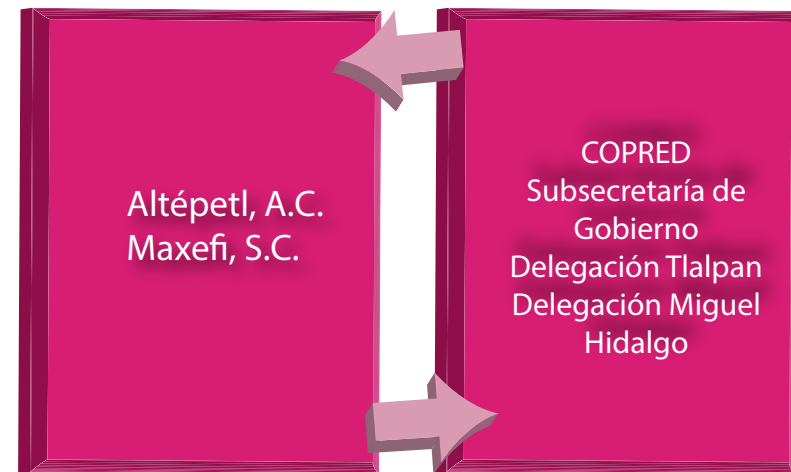 Altépetl, A.C.
Maxefi, S.C.
COPRED
Subsecretaría de
Gobierno
Delegación Tlalpan
Delegación Miguel
Hidalgo